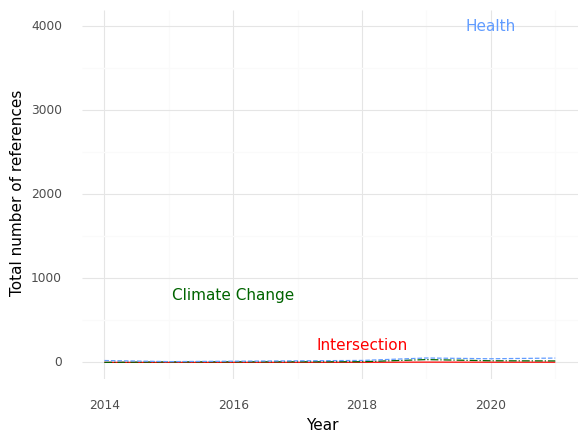 4000
Health
3000
2000
1000
Climate Change
Intersection
0
2014
2016
2018
2020
Year
Total number of references